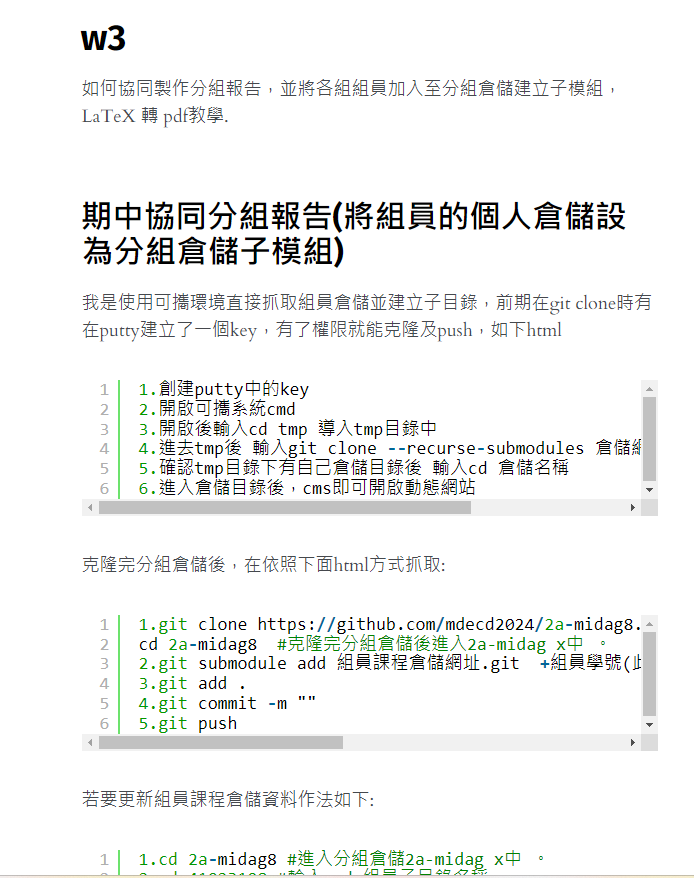 w3
如何協同製作分組報告，並將各組組員加入至分組倉儲建立子模組，
LaTeX 轉 pdf教學.
期中協同分組報告(將組員的個人倉儲設
為分組倉儲子模組)
我是使用可攜環境直接抓取組員倉儲並建立子目錄，前期在git clone時有
在putty建立了一個key，有了權限就能克隆及push，如下html
1 1.創建putty中的key
2 2.開啟可攜系統cmd
3 3.開啟後輸入cd tmp 導入tmp目錄中
4 4.進去tmp後 輸入git clone --recurse-submodules 倉儲
5 5.確認tmp目錄下有自己倉儲目錄後 輸入cd 倉儲名稱
6 6.進入倉儲目錄後，cms即可開啟動態網站
克隆完分組倉儲後，在依照下面html方式抓取:
1 1.git clone https://github.com/mdecd2024/2a-midag8.
2 cd 2a-midag8 #克隆完分組倉儲後進入2a-midag x中 。
3 2.git submodule add 組員課程倉儲網址.git +組員學號(
4 3.git add .
5 4.git commit -m ""
6 5.git push
若要更新組員課程倉儲資料作法如下:
1 1.cd 2a-midag8 #進入分組倉儲2a-midag x中 。